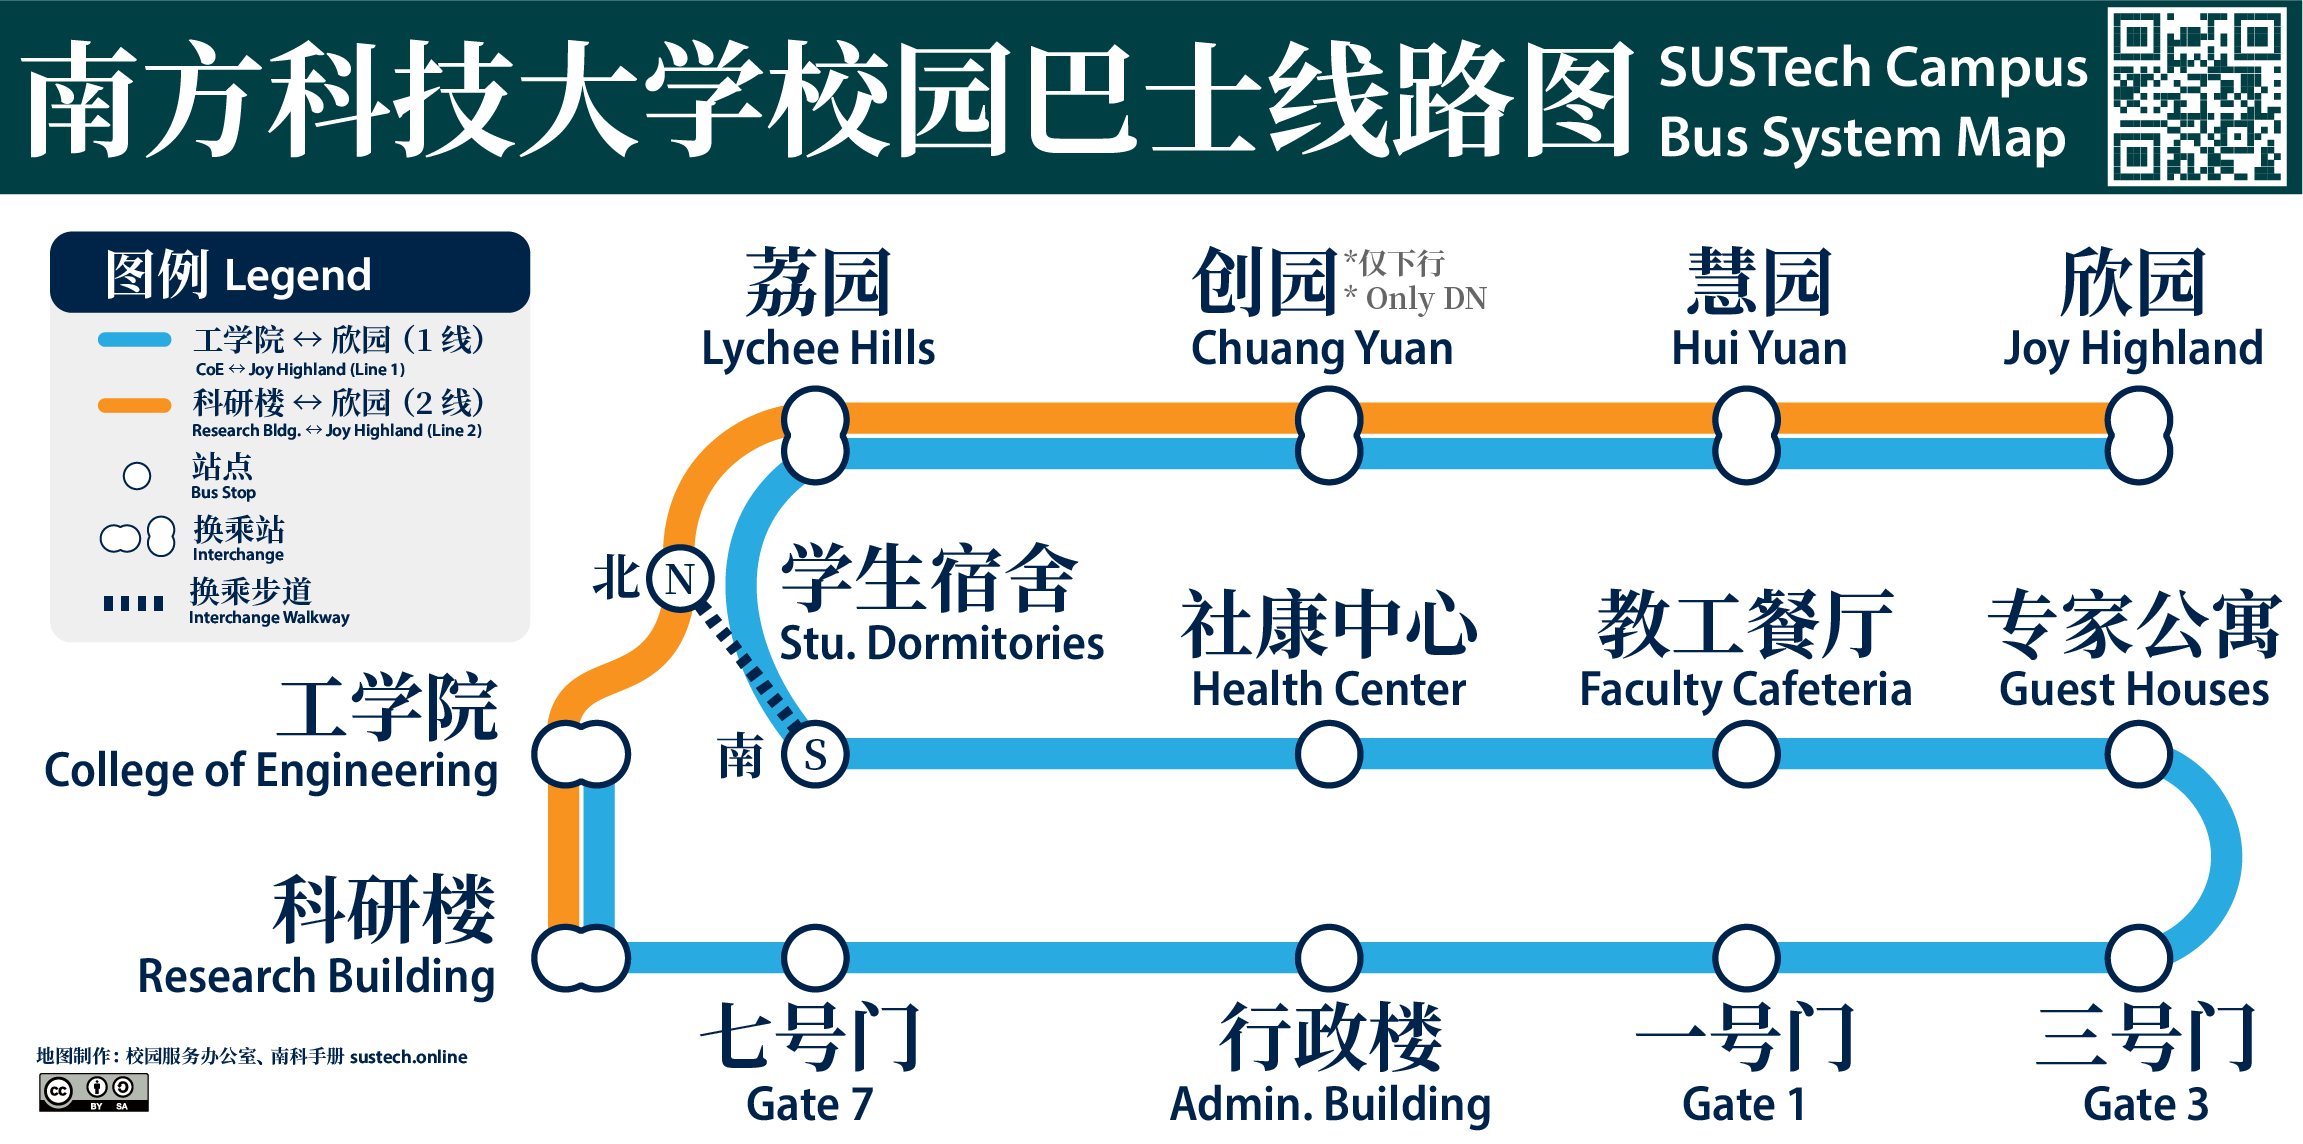 南方科技大学校园巴士线路图
SUSTech Campus
Bus System Map
图例 Legend
工学院 ↔ 欣园（1 线）
CoE ↔ Joy Highland (Line 1)
科研楼 ↔ 欣园（2 线）
Research Bldg. ↔ Joy Highland (Line 2)
站点
Bus Stop
换乘站
Interchange
换乘步道
Interchange Walkway
荔园
Lychee Hills
创园
*仅下行
* Only DN
Chuang Yuan
慧园
Hui Yuan
欣园
Joy Highland
北 N
学生宿舍
Stu. Dormitories
南 S
社康中心
Health Center
教工餐厅
Faculty Cafeteria
专家公寓
Guest Houses
工学院
College of Engineering
科研楼
Research Building
七号门
Gate 7
行政楼
Admin. Building
一号门
Gate 1
三号门
Gate 3
地图制作：校园服务办公室、南科手册 sustech.online
cc BY SA